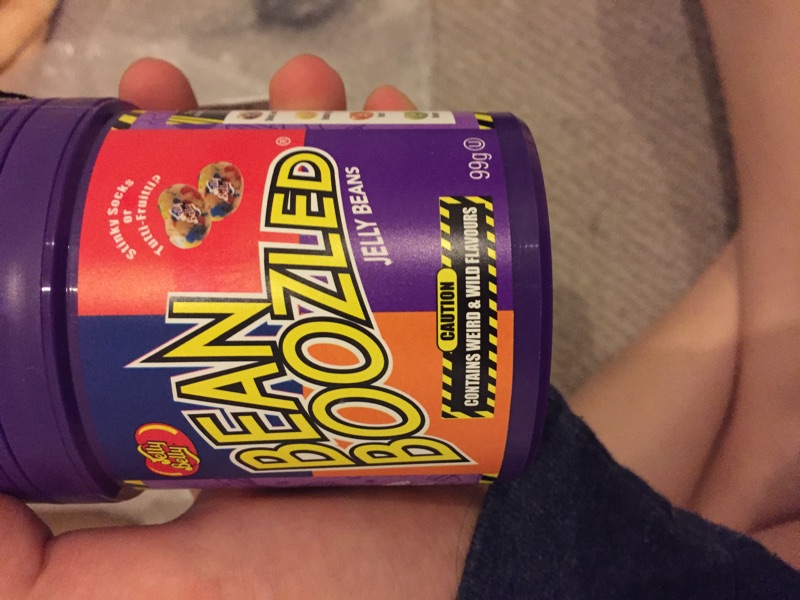 Stinky Socks
or
Tutti-Fruitti®
®
BEAN
BOOZLED
JELLY BEANS
Jelly
Belly
CAUTION
CONTAINS WEIRD & WILD FLAVOURS
99g U